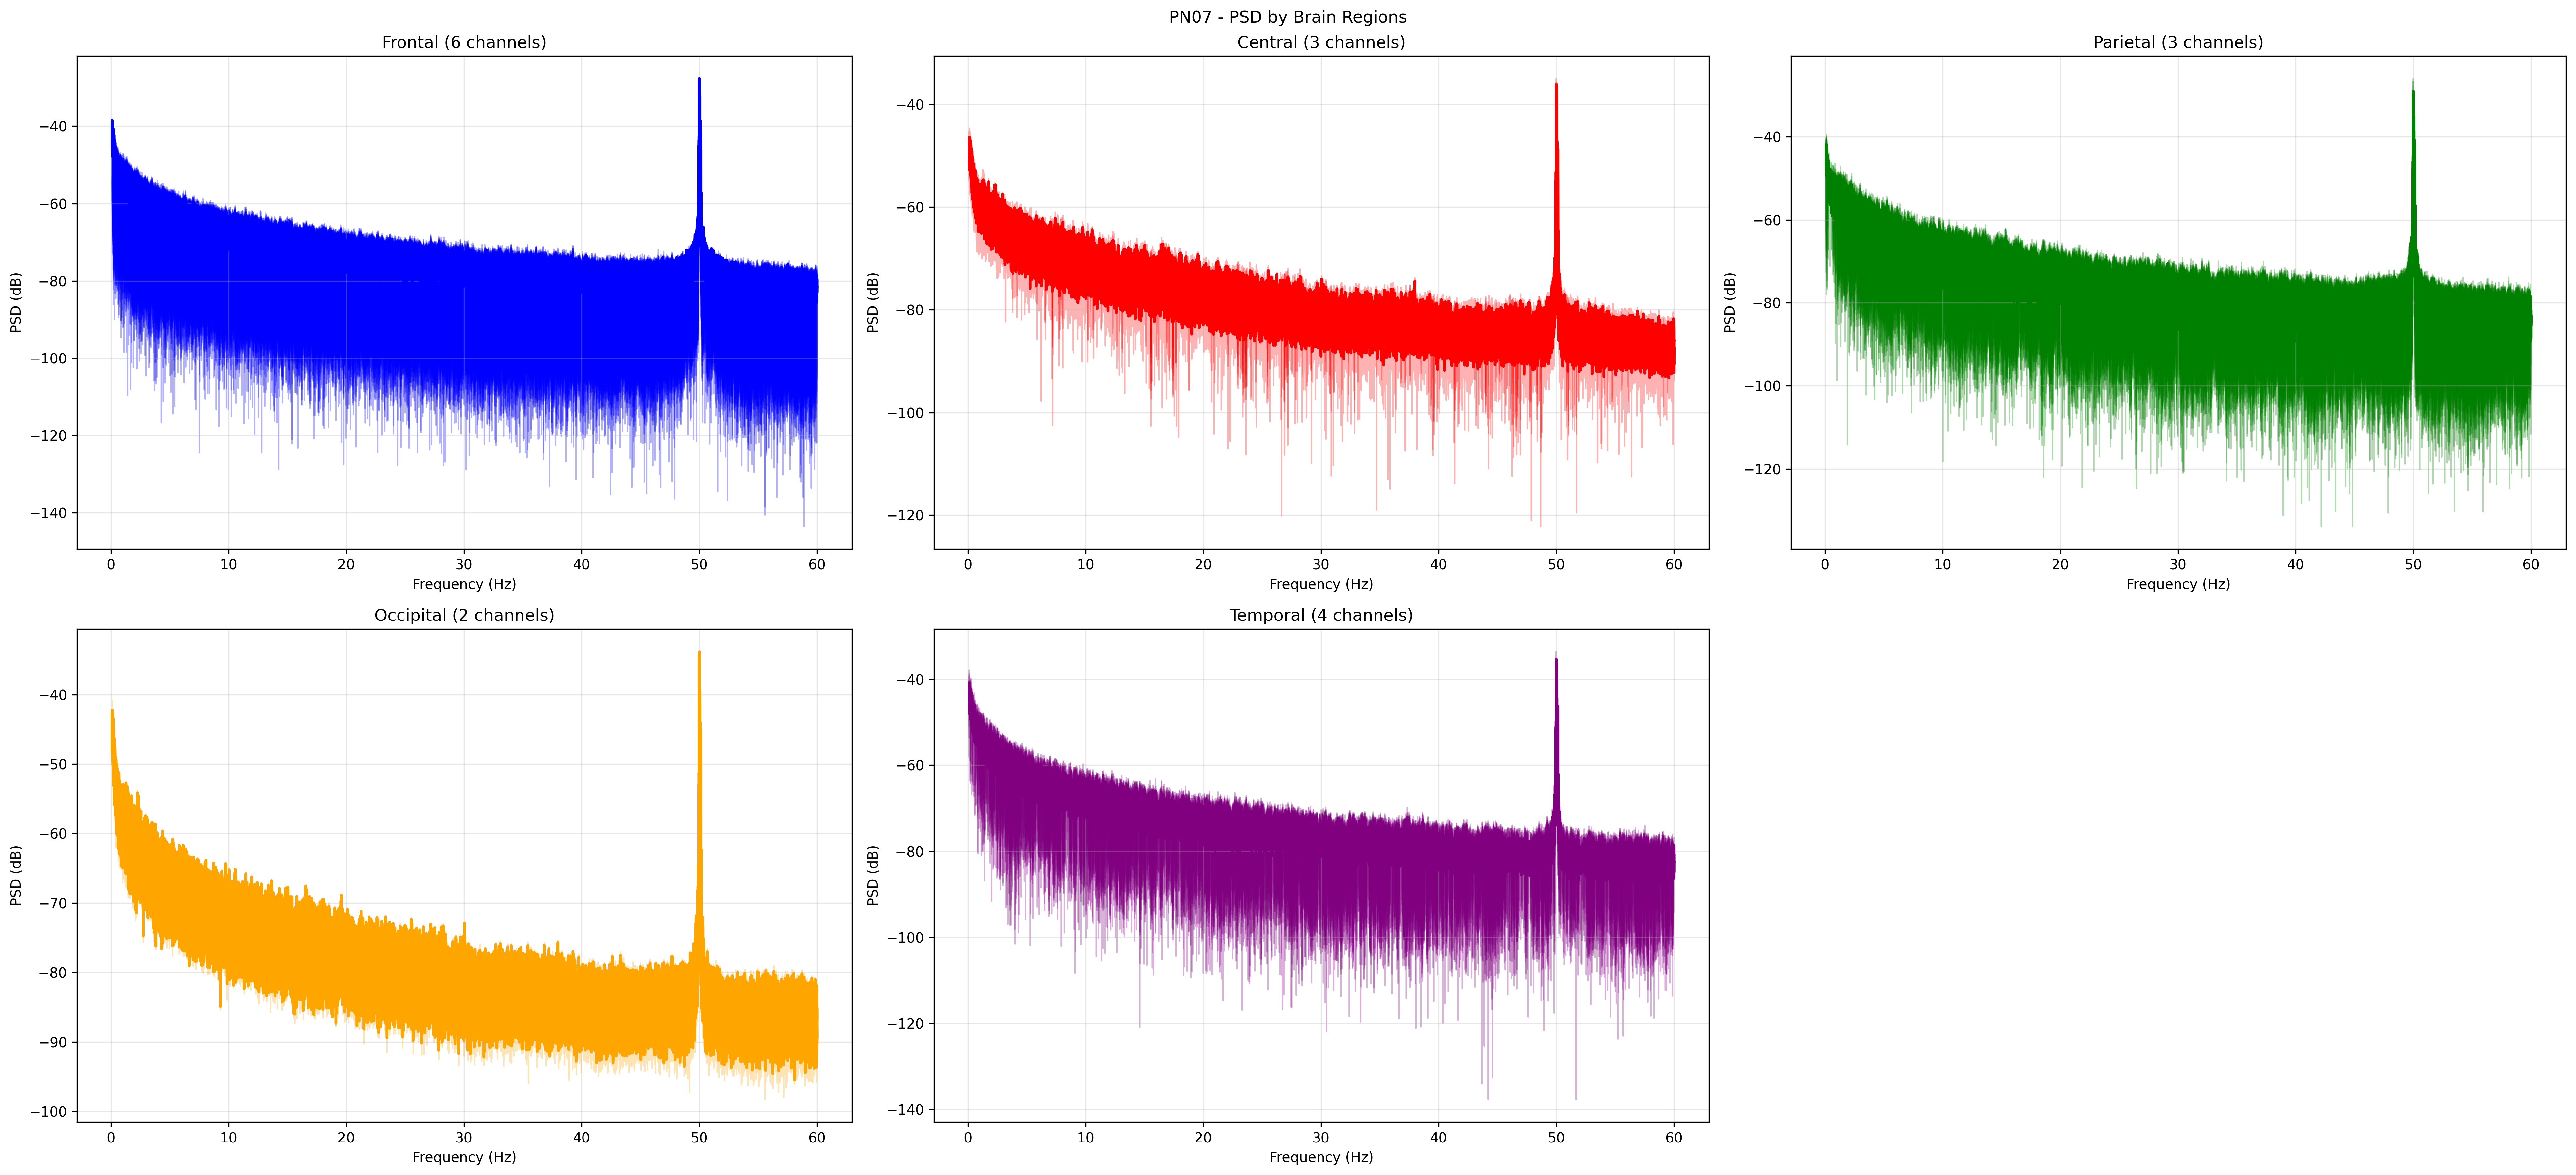 PN07 - PSD by Brain Regions
Frontal (6 channels)
PSD (dB)
−40
−60
−80
−100
−120
−140
0 10 20 30 40 50 60
Frequency (Hz)
Central (3 channels)
PSD (dB)
−40
−60
−80
−100
−120
0 10 20 30 40 50 60
Frequency (Hz)
Parietal (3 channels)
PSD (dB)
−40
−60
−80
−100
−120
0 10 20 30 40 50 60
Frequency (Hz)
Occipital (2 channels)
PSD (dB)
−40
−50
−60
−70
−80
−90
−100
0 10 20 30 40 50 60
Frequency (Hz)
Temporal (4 channels)
PSD (dB)
−40
−60
−80
−100
−120
−140
0 10 20 30 40 50 60
Frequency (Hz)